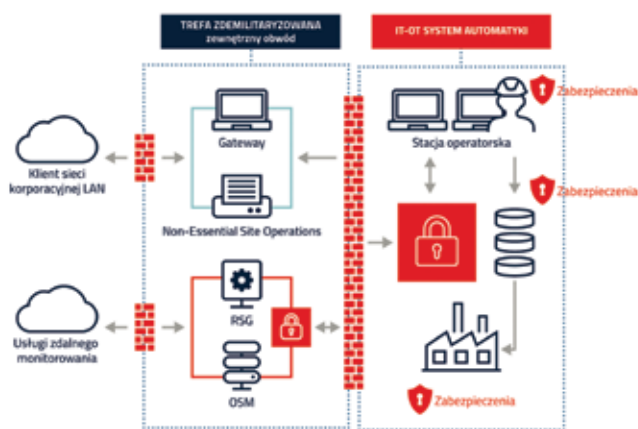 TREFA ZDEMILITARYZOWANA
zewnętrzny obwód
IT-OT SYSTEM AUTOMATYKI
Zabezpieczenia
Gateway
Stacja operatorska
Klient sieci
korporacyjnej LAN
Zabezpieczenia
Non-Essential Site Operations
RSG
Usługi zdalnego
monitorowania
OSM
Zabezpieczenia